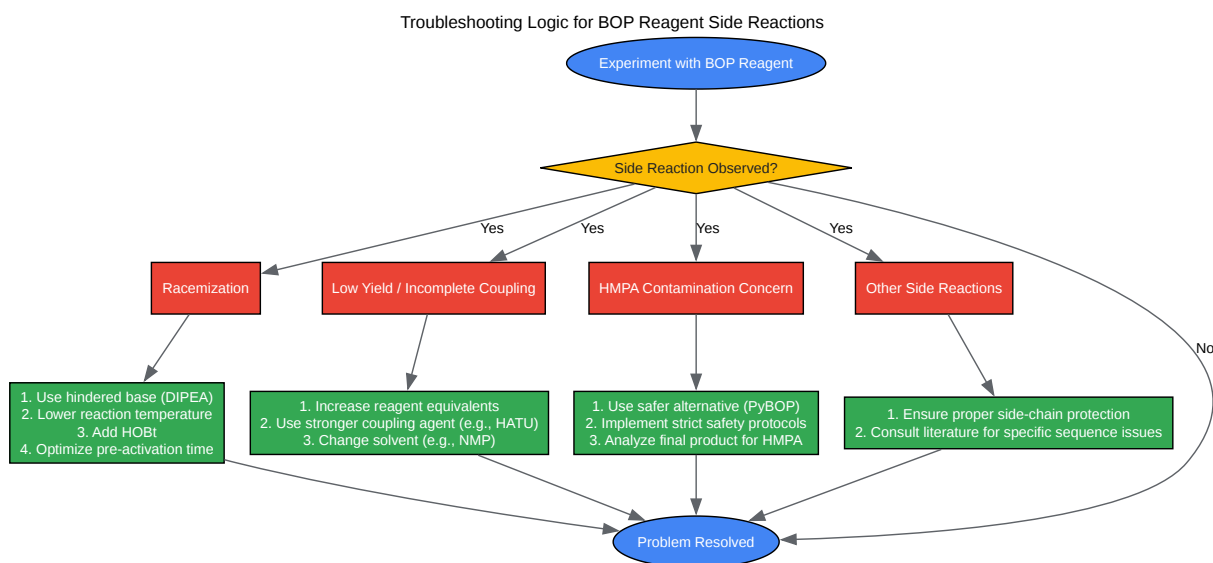 Troubleshooting Logic for BOP Reagent Side Reactions
Experiment with BOP Reagent
Side Reaction Observed?
Yes
Yes
Yes
Yes
Racemization
Low Yield / Incomplete Coupling
HMPA Contamination Concern
Other Side Reactions
No
1. Use hindered base (DIPEA)
2. Lower reaction temperature
3. Add HOBt
4. Optimize pre-activation time
1. Increase reagent equivalents
2. Use stronger coupling agent (e.g., HATU)
3. Change solvent (e.g., NMP)
1. Use safer alternative (PyBOP)
2. Implement strict safety protocols
3. Analyze final product for HMPA
1. Ensure proper side-chain protection
2. Consult literature for specific sequence issues
Problem Resolved